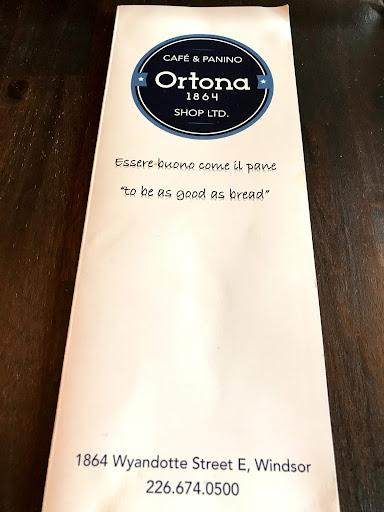 CAFÉ & PANINO
Ortona
1864
SHOP LTD.
Essere buono come il pane
"to be as good as bread"
1864 Wyandotte Street E, Windsor
226.674.0500